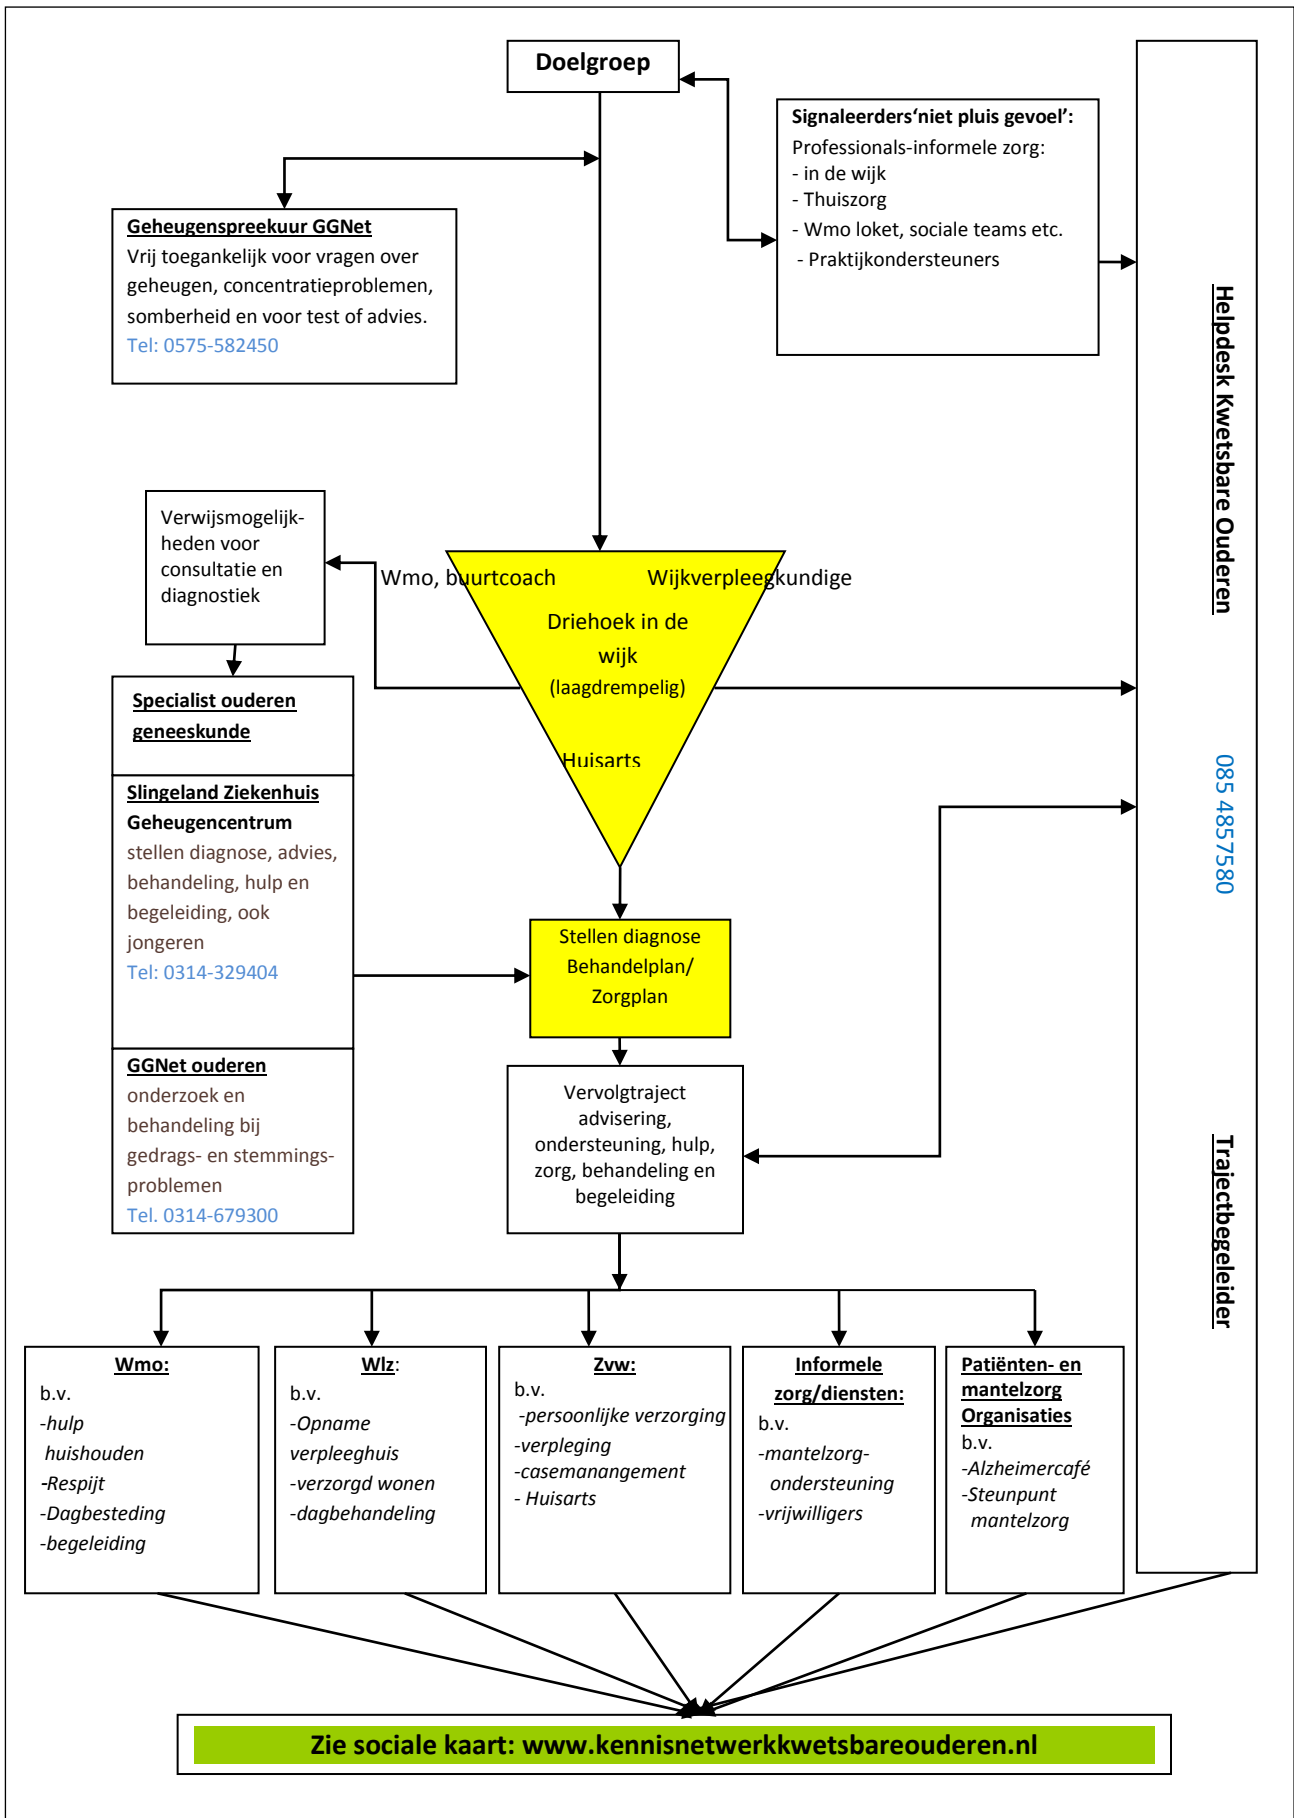 Doelgroep
Signaleerders‘niet pluis gevoel’:
Professionals-informele zorg:
- in de wijk
- Thuiszorg
- Wmo loket, sociale teams etc.
- Praktijkondersteuners
Geheugenspreekuur GGNet
Vrij toegankelijk voor vragen over
geheugen, concentratieproblemen,
somberheid en voor test of advies.
Tel: 0575-582450
Helpdesk Kwetsbare Ouderen 085 4857580 Trajectbegeleider
Verwijsmogelijk-
heden voor
consultatie en
diagnostiek
Wmo, buurtcoach Wijkverpleegkundige
Driehoek in de
wijk
(laagdrempelig)
Huisarts
Specialist ouderen
geneeskunde
Slingeland Ziekenhuis
Geheugencentrum
stellen diagnose, advies,
behandeling, hulp en
begeleiding, ook
jongeren
Tel: 0314-329404
GGNet ouderen
onderzoek en
behandeling bij
gedrags- en stemmings-
problemen
Tel. 0314-679300
Stellen diagnose
Behandelplan/
Zorgplan
Vervolgtraject
advisering,
ondersteuning, hulp,
zorg, behandeling en
begeleiding
Wmo:
b.v.
-hulp
huishouden
-Respijt
-Dagbesteding
-begeleiding
Wlz:
b.v.
-Opname
verpleeghuis
-verzorgd wonen
-dagbehandeling
Zvw:
b.v.
-persoonlijke verzorging
-verpleging
-casemanangement
- Huisarts
Informele
zorg/diensten:
b.v.
-mantelzorg-
ondersteuning
-vrijwilligers
Patiënten- en
mantelzorg
Organisaties
b.v.
-Alzheimercafé
-Steunpunt
mantelzorg
Zie sociale kaart: www.kennisnetwerkkwetsbareouderen.nl